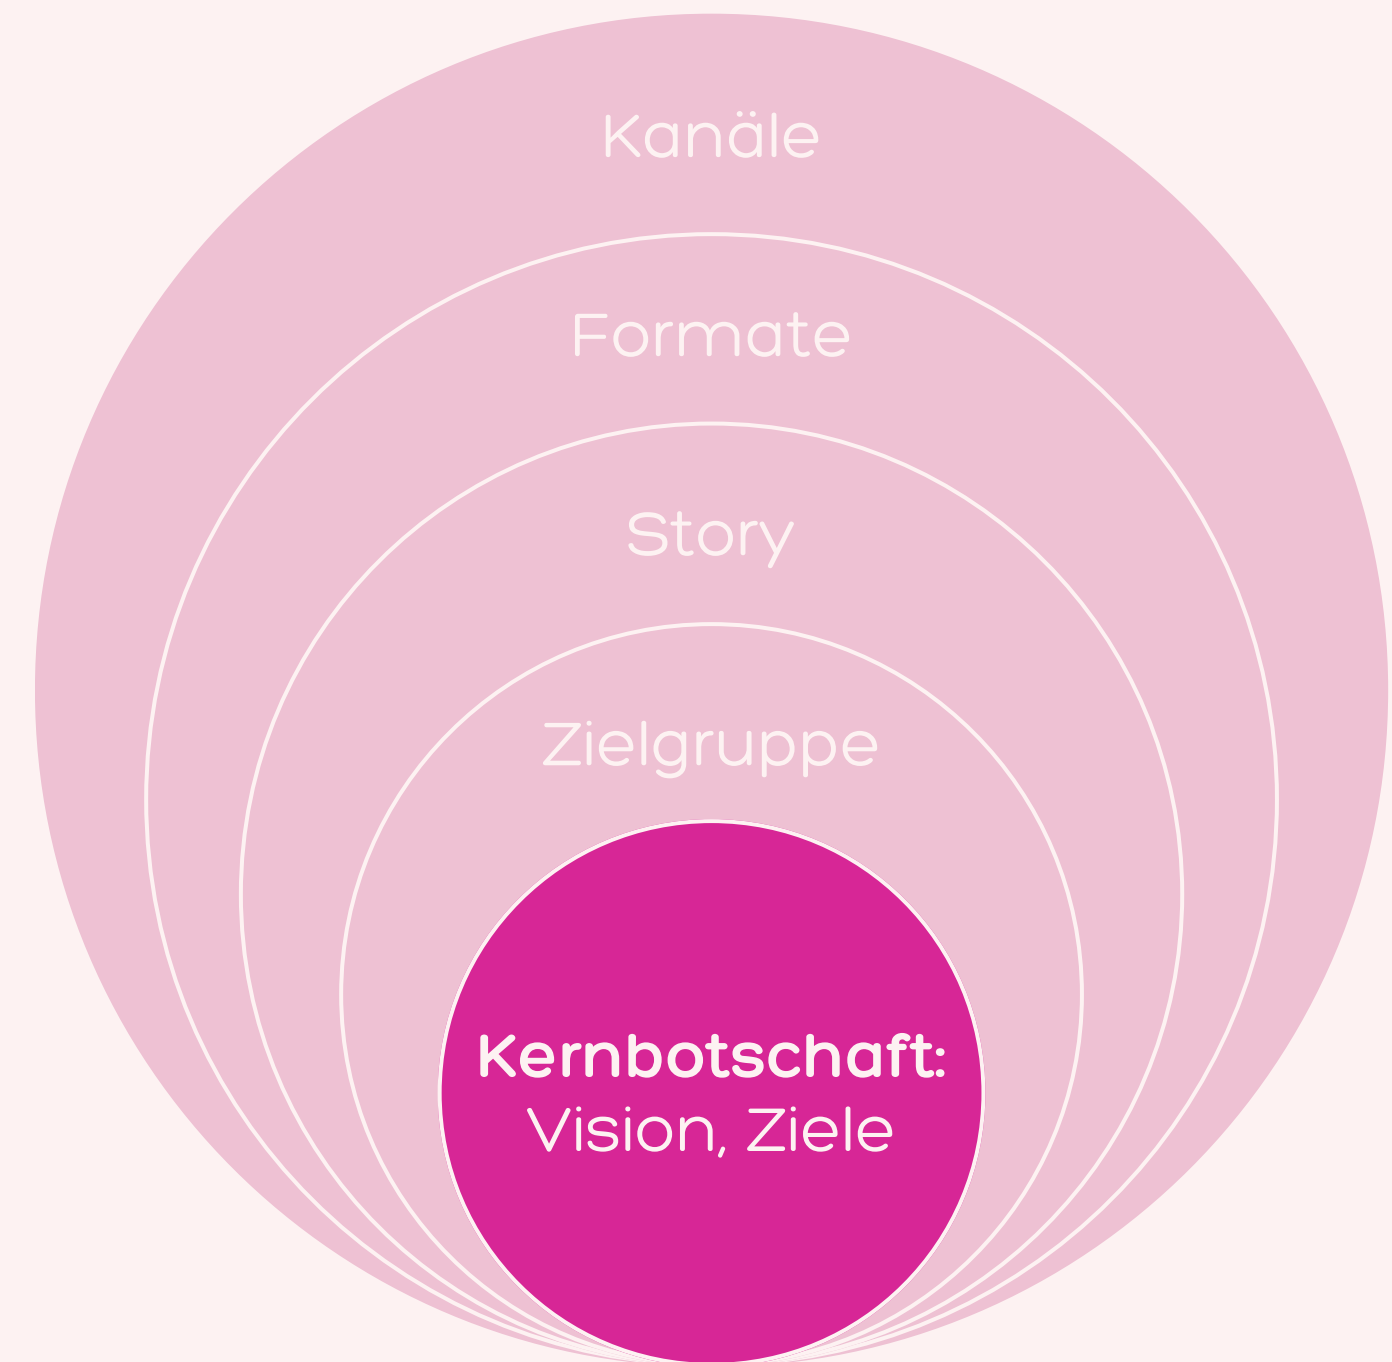 Kanäle
Formate
Story
Zielgruppe
Kernbotschaft:
Vision, Ziele